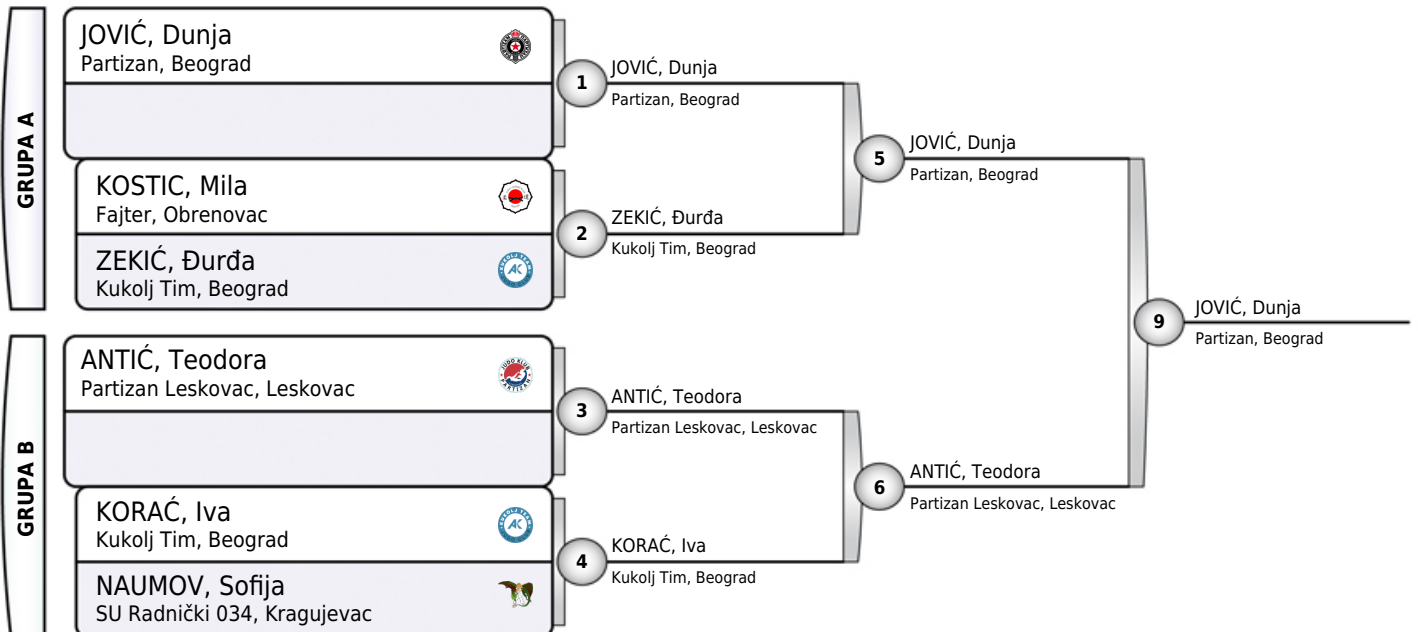 GRUPA A
JOVIĆ, Dunja
Partizan, Beograd
KOSTIC, Mila
Fajter, Obrenovac
ZEKIĆ, Đurđa
Kukolj Tim, Beograd
1
JOVIĆ, Dunja
Partizan, Beograd
2
ZEKIĆ, Đurđa
Kukolj Tim, Beograd
5
JOVIĆ, Dunja
Partizan, Beograd
GRUPA B
ANTIĆ, Teodora
Partizan Leskovac, Leskovac
JUDO KLUB
PARTIZAN
KORAĆ, Iva
Kukolj Tim, Beograd
NAUMOV, Sofija
SU Radnički 034, Kragujevac
3
ANTIĆ, Teodora
Partizan Leskovac, Leskovac
4
KORAĆ, Iva
Kukolj Tim, Beograd
6
ANTIĆ, Teodora
Partizan Leskovac, Leskovac
9
JOVIĆ, Dunja
Partizan, Beograd